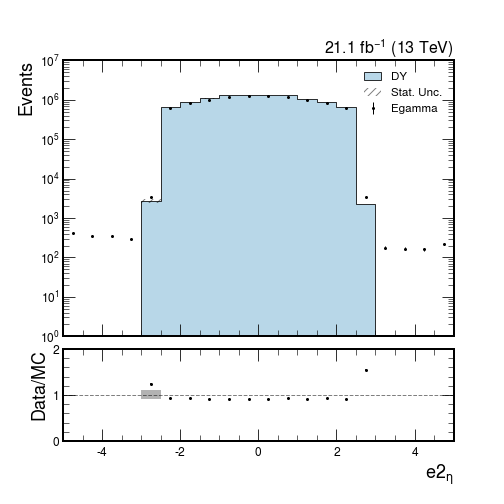 21.1 fb⁻¹ (13 TeV)
Events
10⁷
10⁶
10⁵
10⁴
10³
10²
10¹
10⁰
DY
Stat. Unc.
Egamma
Data/MC
2
1
0
-4 -2 0 2 4
e2η